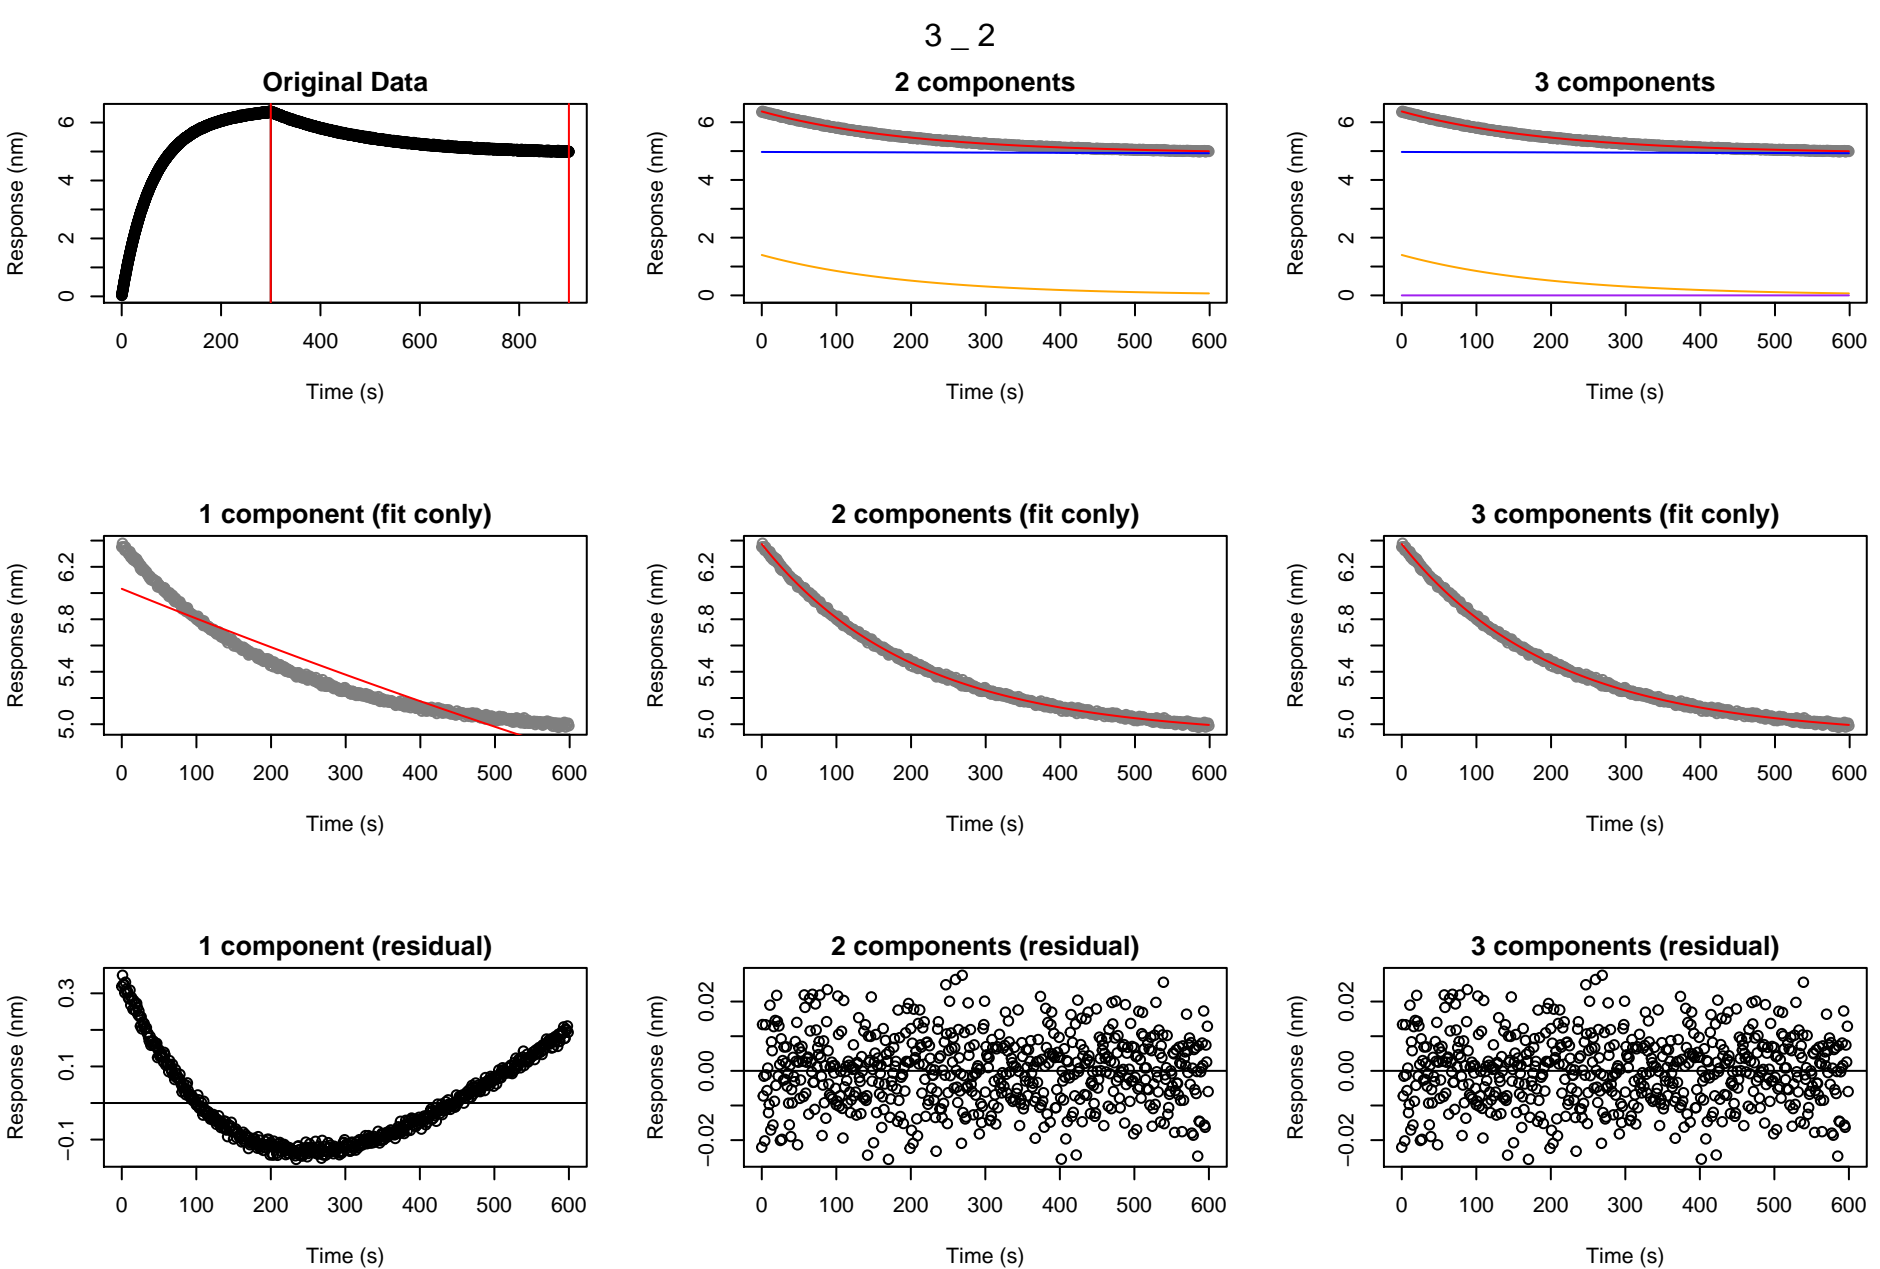 3 _ 2
Original Data
2 components
3 components
Response (nm)
0 2 4 6
0 200 400 600 800
Time (s)
Response (nm)
0 2 4 6
0 100 200 300 400 500 600
Time (s)
Response (nm)
0 2 4 6
0 100 200 300 400 500 600
Time (s)
1 component (fit conly)
2 components (fit conly)
3 components (fit conly)
Response (nm)
5.0 5.4 5.8 6.2
0 100 200 300 400 500 600
Time (s)
Response (nm)
5.0 5.4 5.8 6.2
0 100 200 300 400 500 600
Time (s)
Response (nm)
5.0 5.4 5.8 6.2
0 100 200 300 400 500 600
Time (s)
1 component (residual)
2 components (residual)
3 components (residual)
Response (nm)
−0.1 0.1 0.3
0 100 200 300 400 500 600
Time (s)
Response (nm)
−0.02 0.00 0.02
0 100 200 300 400 500 600
Time (s)
Response (nm)
−0.02 0.00 0.02
0 100 200 300 400 500 600
Time (s)